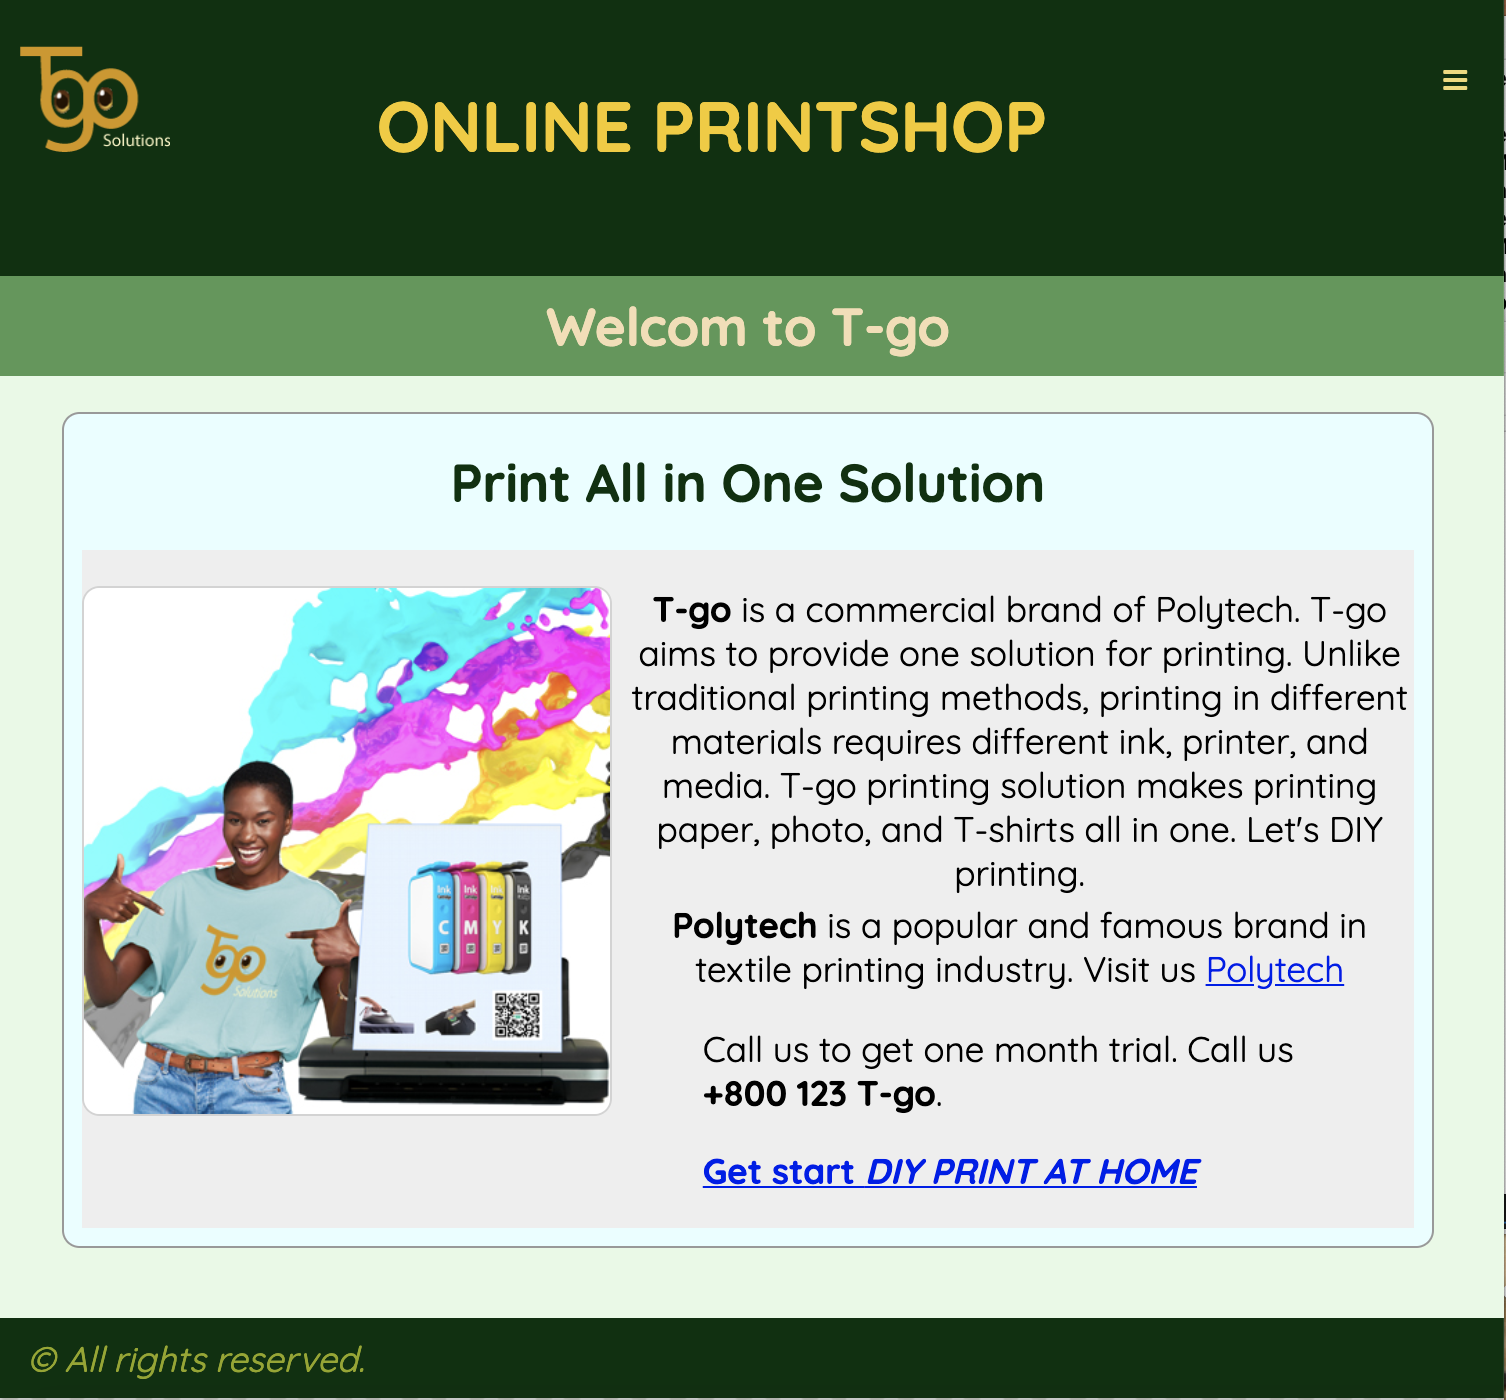 Tgo
Solutions
ONLINE PRINTSHOP
Welcom to T-go
Print All in One Solution
Ink
Ink
Ink
Ink
C
M
Y
K
Tgo
Solutions
T-go is a commercial brand of Polytech. T-go
aims to provide one solution for printing. Unlike
traditional printing methods, printing in different
materials requires different ink, printer, and
media. T-go printing solution makes printing
paper, photo, and T-shirts all in one. Let's DIY
printing.
Polytech is a popular and famous brand in
textile printing industry. Visit us Polytech
Call us to get one month trial. Call us
+800 123 T-go.
Get start DIY PRINT AT HOME
© All rights reserved.